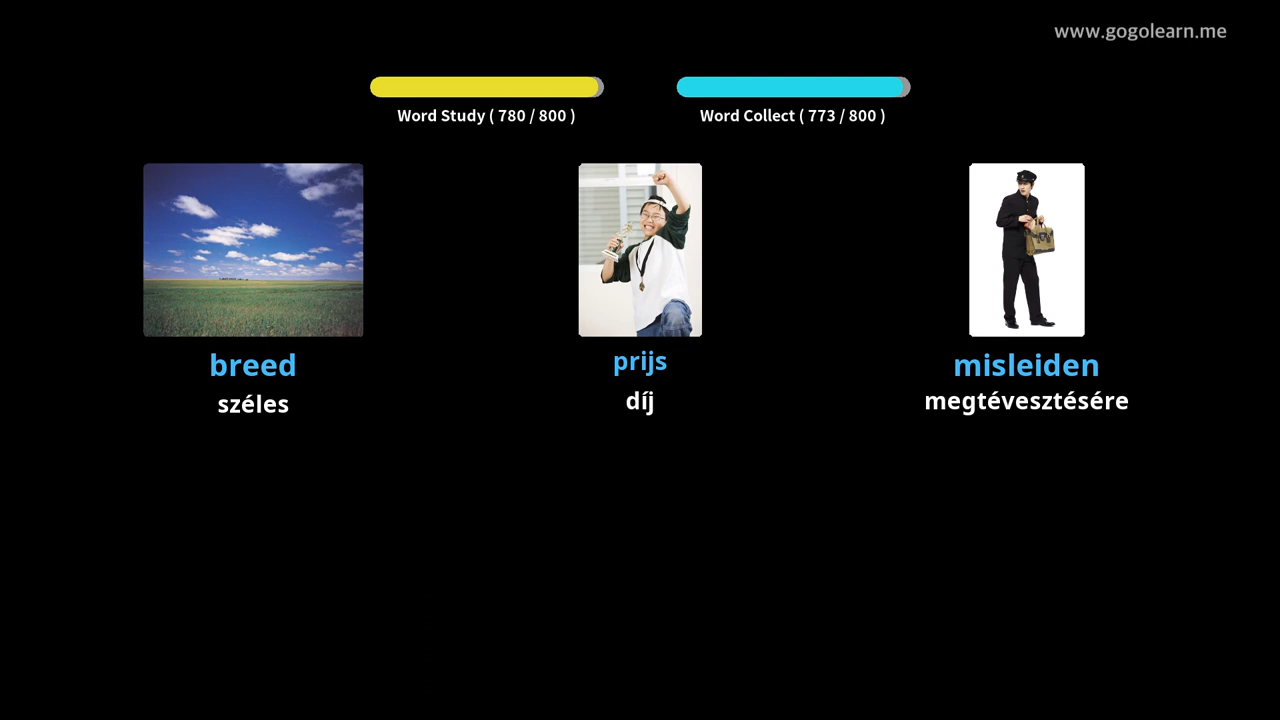 www.gogolearn.me
Word Study ( 780 / 800 )
Word Collect ( 773 / 800 )
breed
prijs
misleiden
széles
díj
megtévesztésére